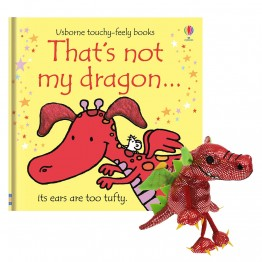 Usborne touchy-feely books
That's not
my dragon...
its ears are too tufty.